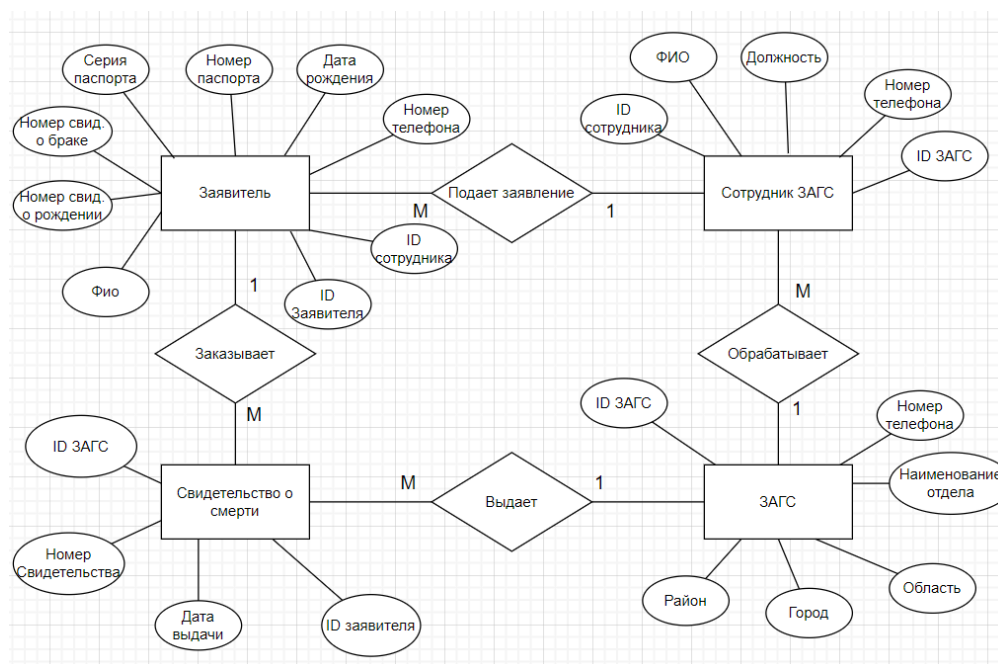 Серия
паспорта
Номер
паспорта
Дата
рождения
Номер
телефона
Номер свид.
о браке
Номер свид.
о рождении
Фио
Заявитель
ID
сотрудника
ID
Заявителя
М
Подает заявление
1
ФИО
Должность
Номер
телефона
ID
сотрудника
ID ЗАГС
Сотрудник ЗАГС
1
Заказывает
М
М
Обрабатывает
1
ID ЗАГС
Свидетельство о
смерти
Номер
Свидетельства
Дата
выдачи
ID заявителя
М
Выдает
1
ID ЗАГС
Номер
телефона
Наименование
отдела
ЗАГС
Район
Город
Область